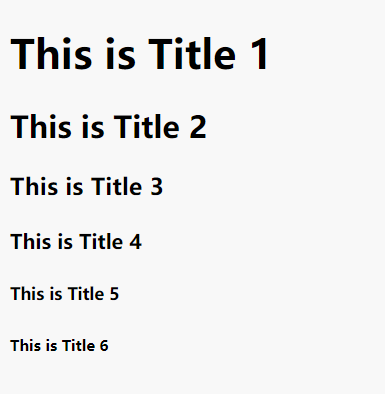 This is Title 1
This is Title 2
This is Title 3
This is Title 4
This is Title 5
This is Title 6